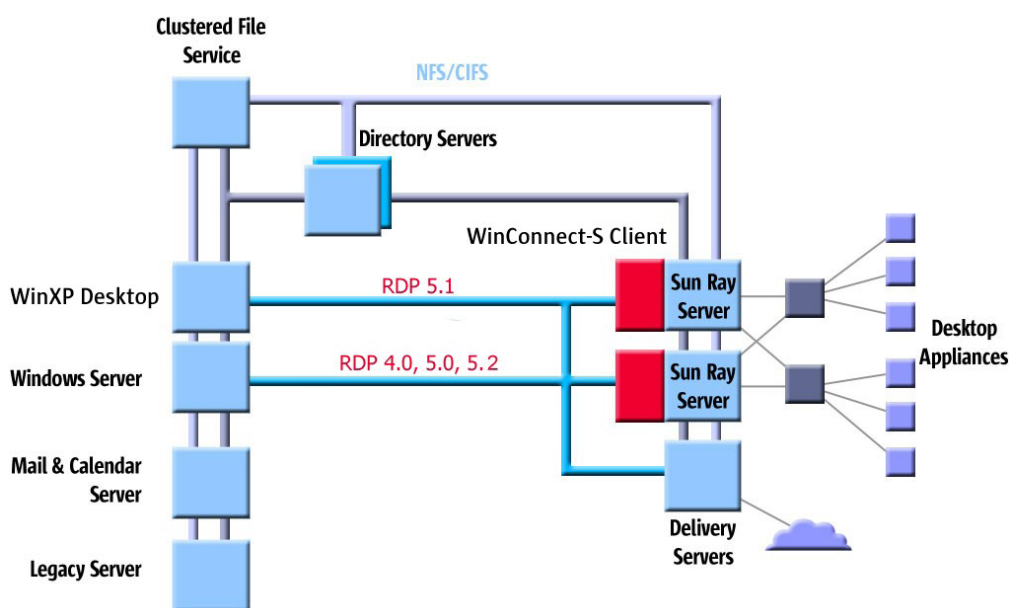 Clustered File
Service
NFS/CIFS
Directory Servers
WinConnect-S Client
WinXP Desktop
RDP 5.1
Sun Ray
Server
Desktop
Appliances
Windows Server
RDP 4.0, 5.0, 5.2
Sun Ray
Server
Mail & Calendar
Server
Delivery
Servers
Legacy Server